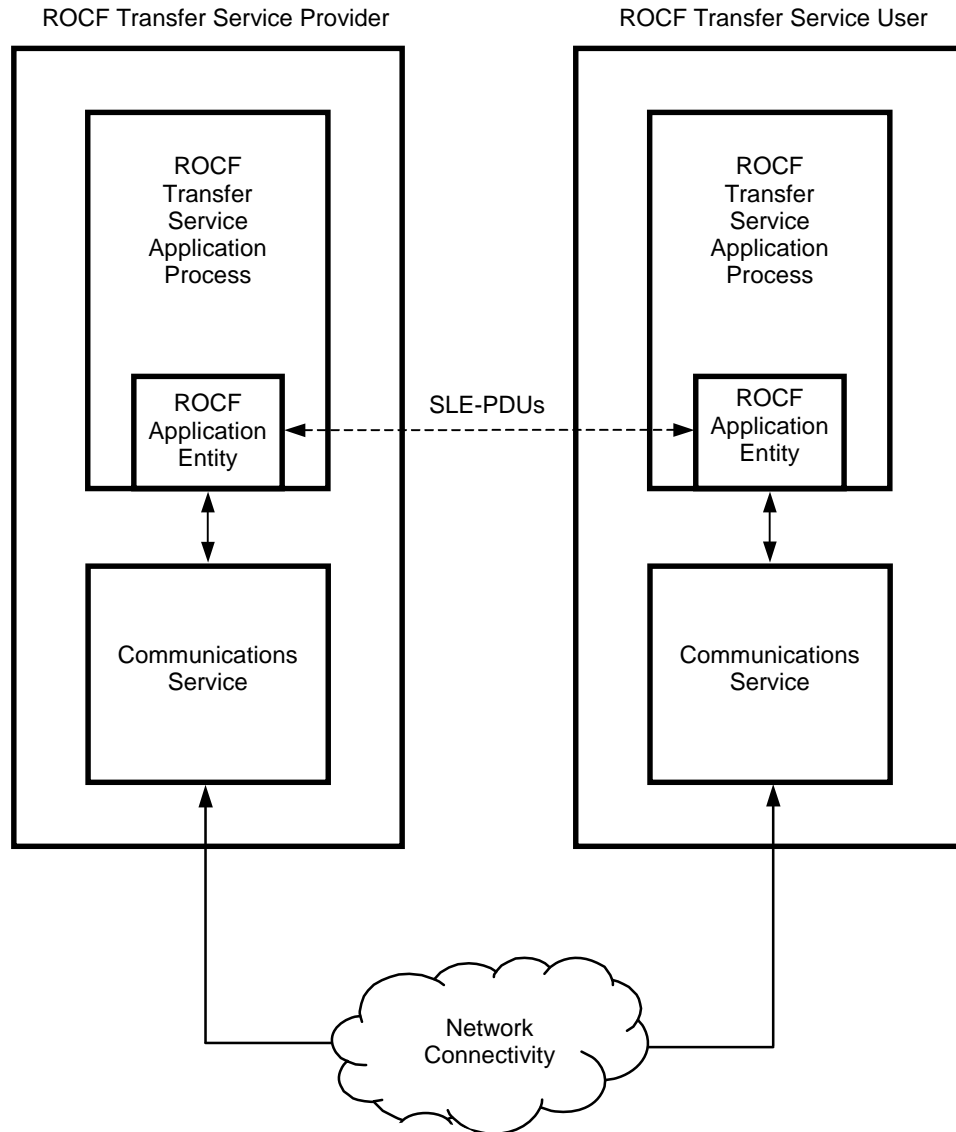 ROCF Transfer Service Provider
ROCF Transfer Service User
ROCF
Transfer
Service
Application
Process
ROCF
Transfer
Service
Application
Process
ROCF
Application
Entity
SLE-PDUs
ROCF
Application
Entity
Communications
Service
Communications
Service
Network
Connectivity